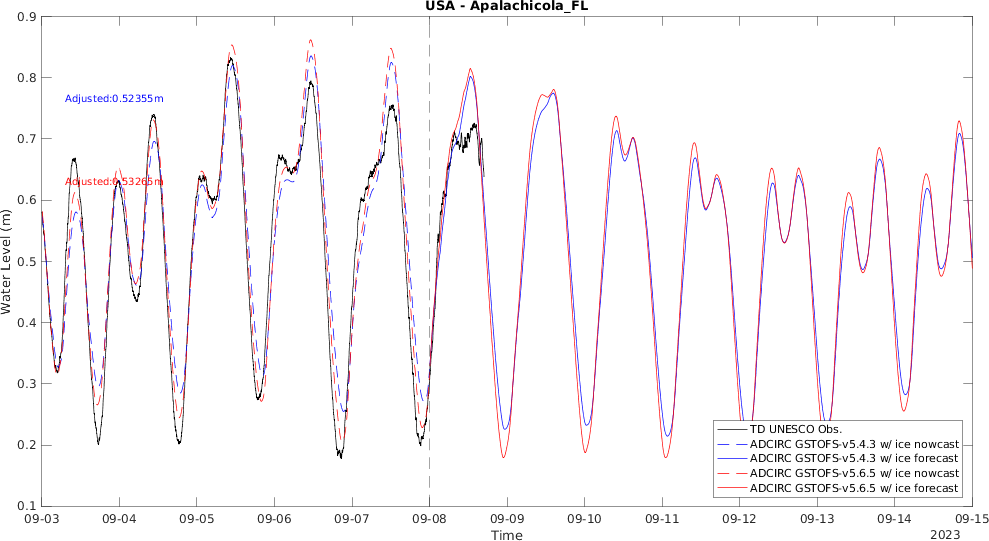 USA - Apalachicola_FL
0.9
0.8
0.7
0.6
0.5
0.4
0.3
0.2
0.1
Water Level (m)
Adjusted:0.52355m
Adjusted:0.53265m
TD UNESCO Obs.
ADCIRC GSTOFS-v5.4.3 w/ ice nowcast
ADCIRC GSTOFS-v5.4.3 w/ ice forecast
ADCIRC GSTOFS-v5.6.5 w/ ice nowcast
ADCIRC GSTOFS-v5.6.5 w/ ice forecast
09-03 09-04 09-05 09-06 09-07 09-08 09-09 09-10 09-11 09-12 09-13 09-14 09-15
Time
2023